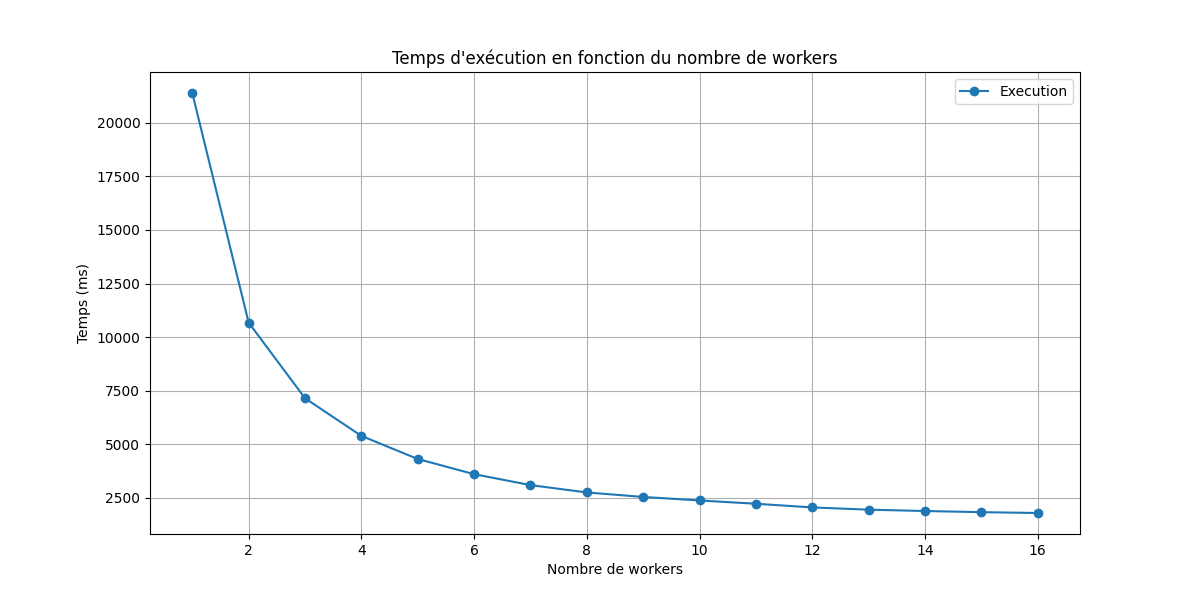 Temps d'exécution en fonction du nombre de workers
Execution
20000
17500
15000
12500
10000
7500
5000
2500
Temps (ms)
2 4 6 8 10 12 14 16
Nombre de workers